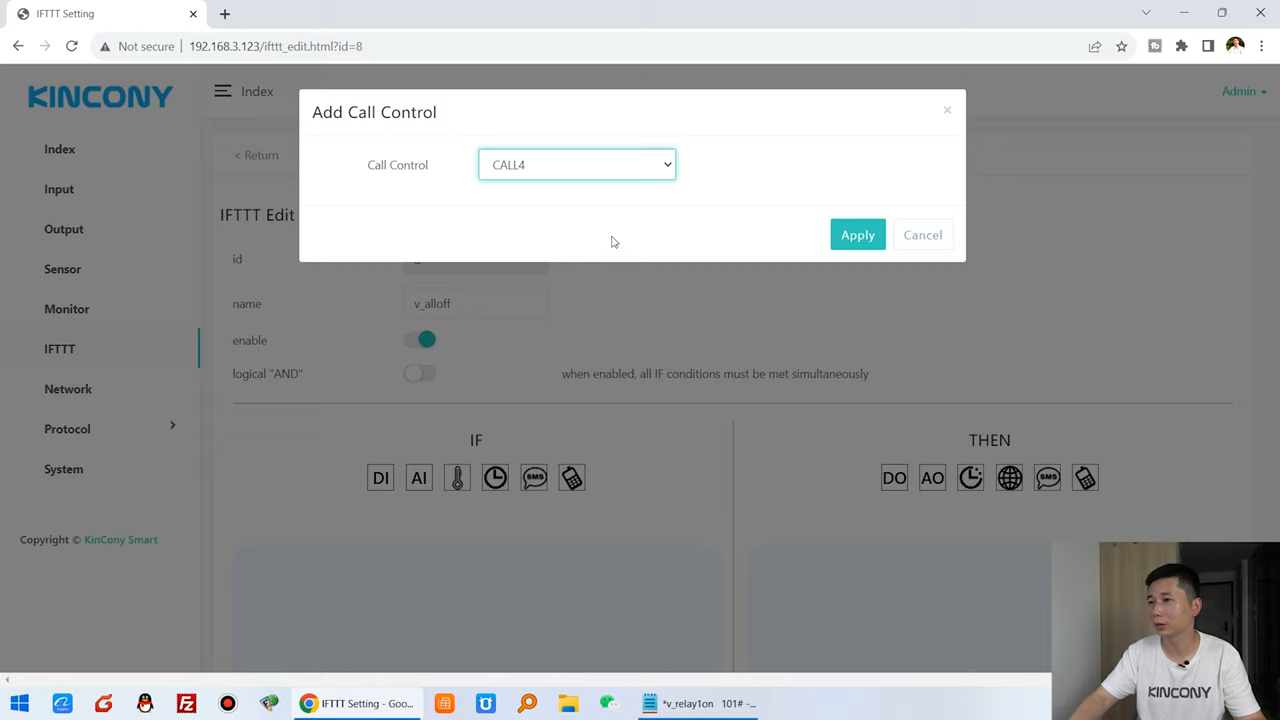 IFTTT Setting
Not secure
192.168.3.123/ifttt_edit.html?id=8
KINCONY
Index
Admin
Index
Input
Output
Sensor
Monitor
IFTTT
Network
Protocol
System
Copyright © KinCony Smart
Add Call Control
×
Call Control
CALL4
Apply
Cancel
< Return
IFTTT Edit
id
name
v_alloff
enable
logical "AND"
when enabled, all IF conditions must be met simultaneously
IF
THEN
DI
AI
SMS
DO
AO
SMS
KINCONY
IFTTT Setting - Goo...
*v_relay1on 101# -...